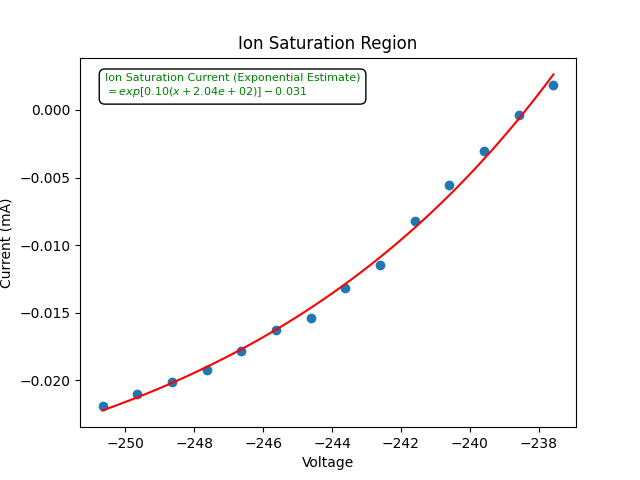 Ion Saturation Region
Ion Saturation Current (Exponential Estimate)
= exp[0.10(x + 2.04e + 02)] − 0.031
0.000
−0.005
−0.010
−0.015
−0.020
Current (mA)
−250 −248 −246 −244 −242 −240 −238
Voltage